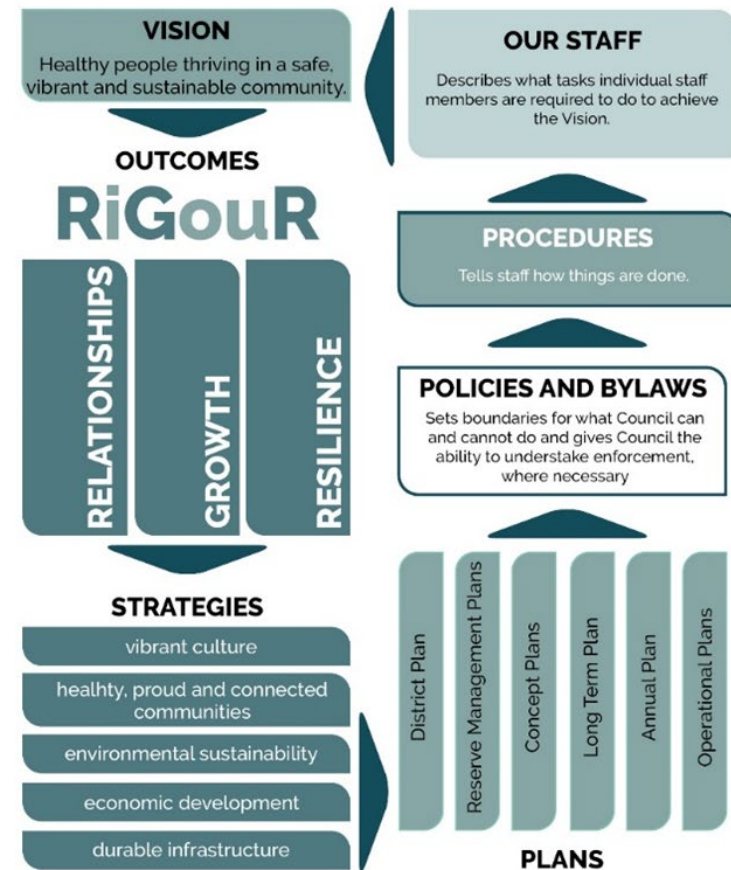 VISION
Healthy people thriving in a safe,
vibrant and sustainable community.
OUTCOMES
RiGouR
RELATIONSHIPS
GROWTH
RESILIENCE
STRATEGIES
vibrant culture
healthty, proud and connected
communities
environmental sustainability
economic development
durable infrastructure
PLANS
District Plan
Reserve Management Plans
Concept Plans
Long Term Plan
Annual Plan
Operational Plans
POLICIES AND BYLAWS
Sets boundaries for what Council can
and cannot do and gives Council the
ability to understake enforcement,
where necessary
PROCEDURES
Tells staff how things are done.
OUR STAFF
Describes what tasks individual staff
members are required to do to achieve
the Vision.